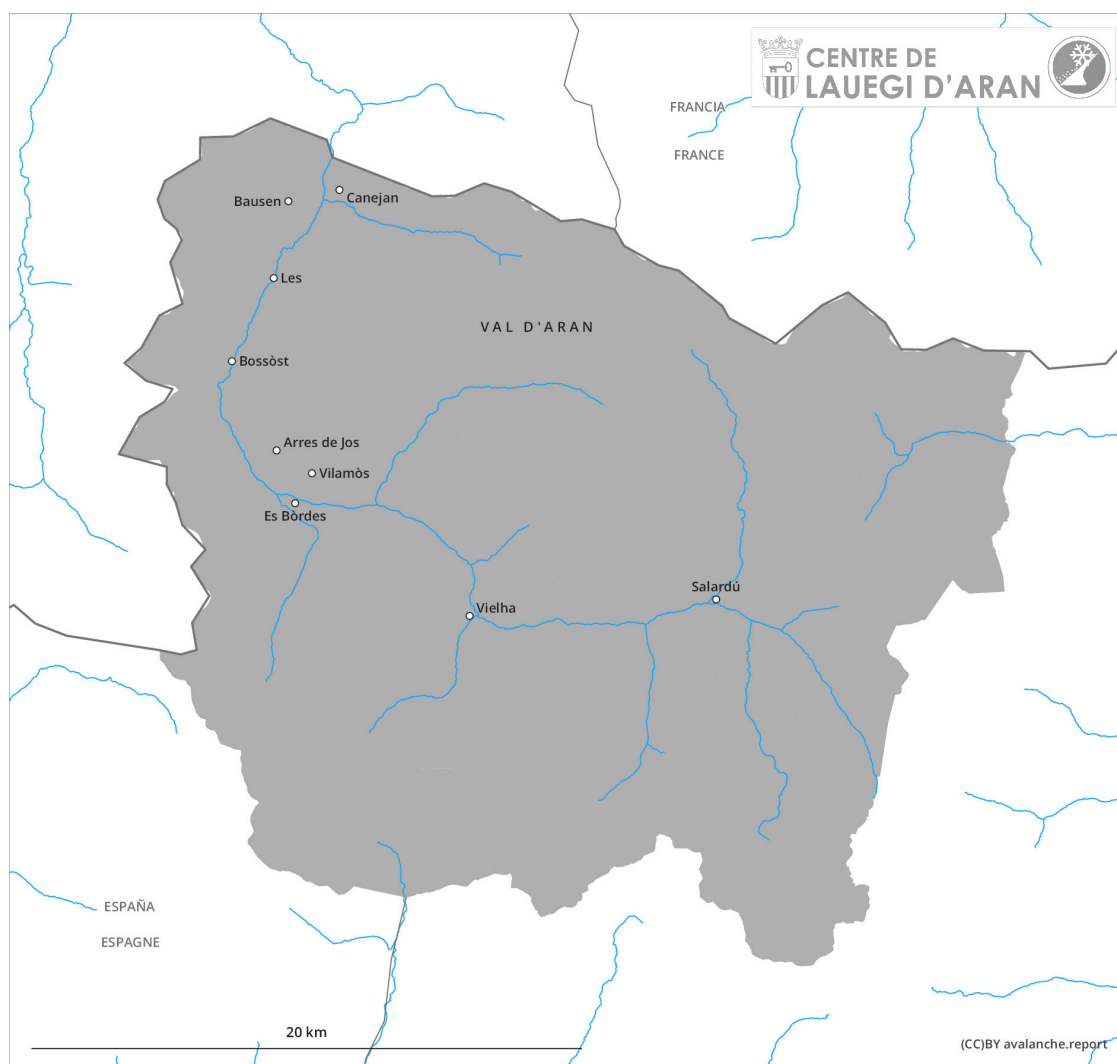 CENTRE DE
LAUEGI D'ARAN
FRANCIA
FRANCE
Bausen
Canejan
Les
VAL D'ARAN
Bossòst
Arres de Jos
Vilamòs
Es Bòrdes
Salardú
Vielha
ESPAÑA
ESPAGNE
20 km
(CC)BY avalanche.report